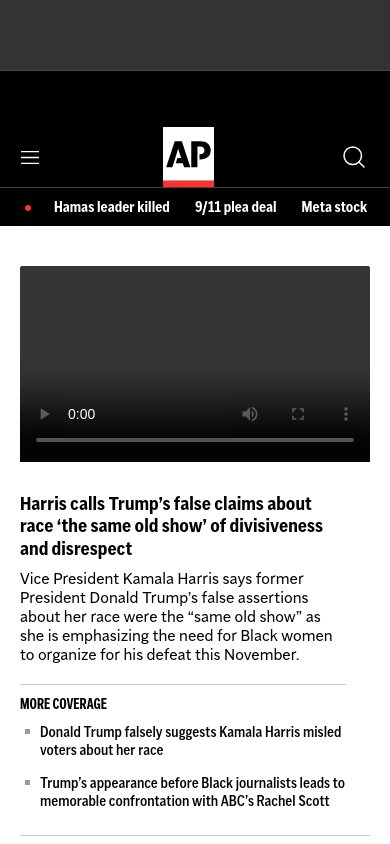 AP
Hamas leader killed 9/11 plea deal Meta stock
0:00
Harris calls Trump’s false claims about
race ‘the same old show’ of divisiveness
and disrespect
Vice President Kamala Harris says former
President Donald Trump’s false assertions
about her race were the “same old show” as
she is emphasizing the need for Black women
to organize for his defeat this November.
MORE COVERAGE
Donald Trump falsely suggests Kamala Harris misled
voters about her race
Trump’s appearance before Black journalists leads to
memorable confrontation with ABC’s Rachel Scott